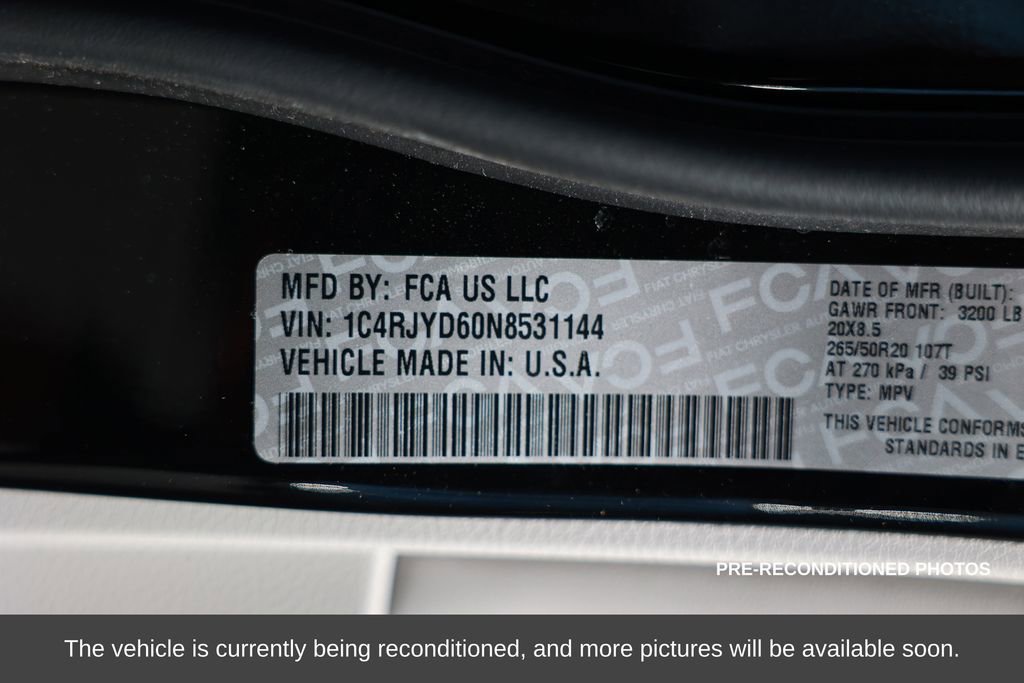 MFD BY: FCA US LLC
VIN: 1C4RJYD60N8531144
VEHICLE MADE IN: U.S.A.
DATE OF MFR (BUILT):
GAWR FRONT: 3200 LB
20X8.5
265/50R20 107T
AT 270 kPa / 39 PSI
TYPE: MPV
THIS VEHICLE CONFORMS
STANDARDS IN E
PRE-RECONDITIONED PHOTOS
The vehicle is currently being reconditioned, and more pictures will be available soon.